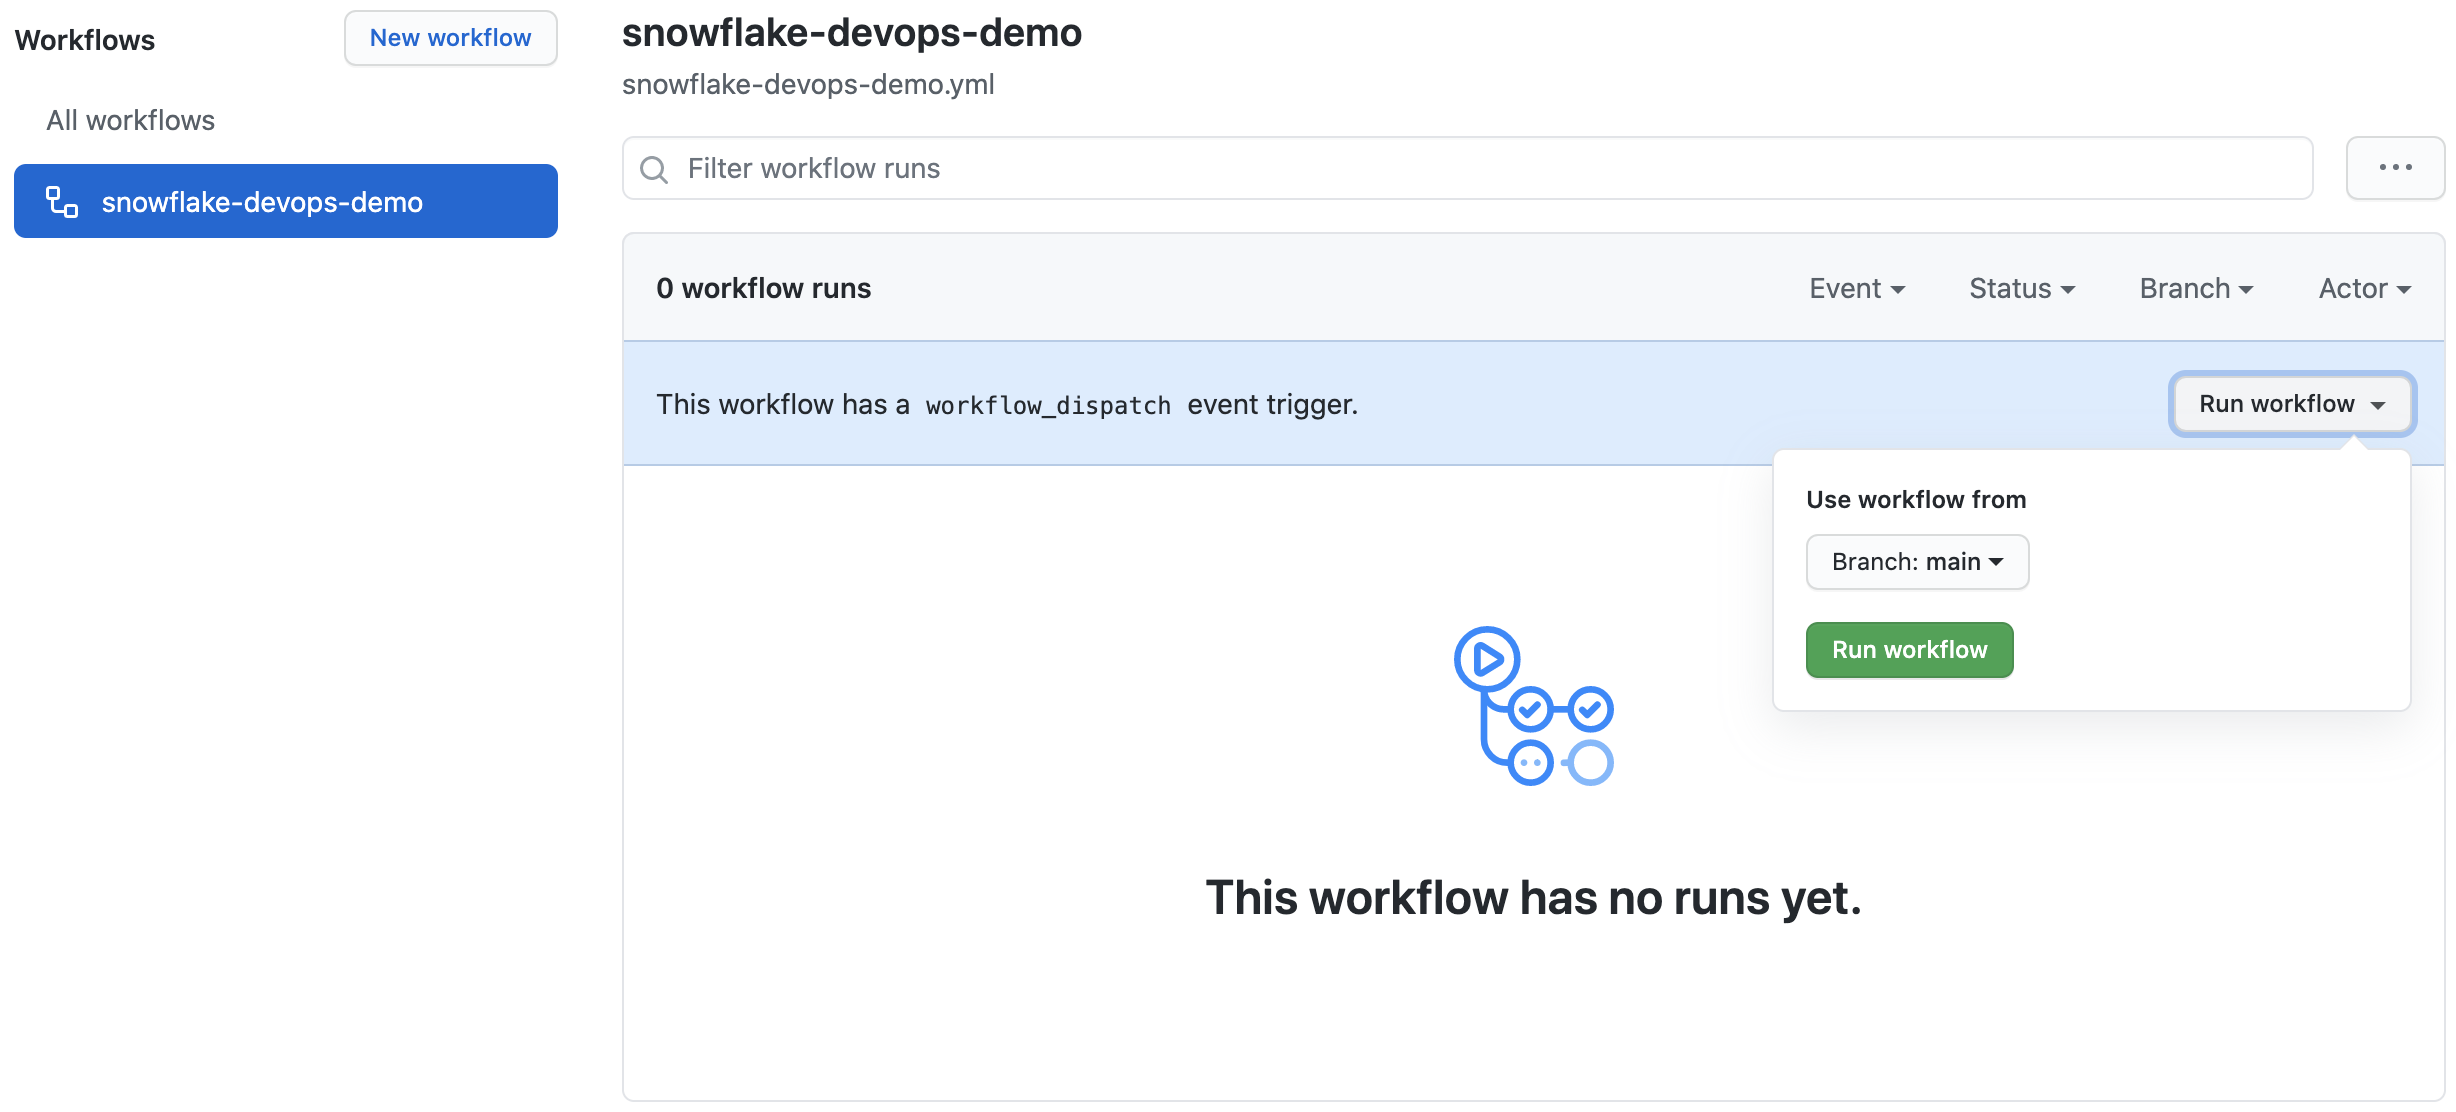 Workflows
New workflow
All workflows
snowflake-devops-demo
snowflake-devops-demo
snowflake-devops-demo.yml
Filter workflow runs
0 workflow runs
Event
Status
Branch
Actor
This workflow has a workflow_dispatch event trigger.
Run workflow
Use workflow from
Branch: main
Run workflow
This workflow has no runs yet.